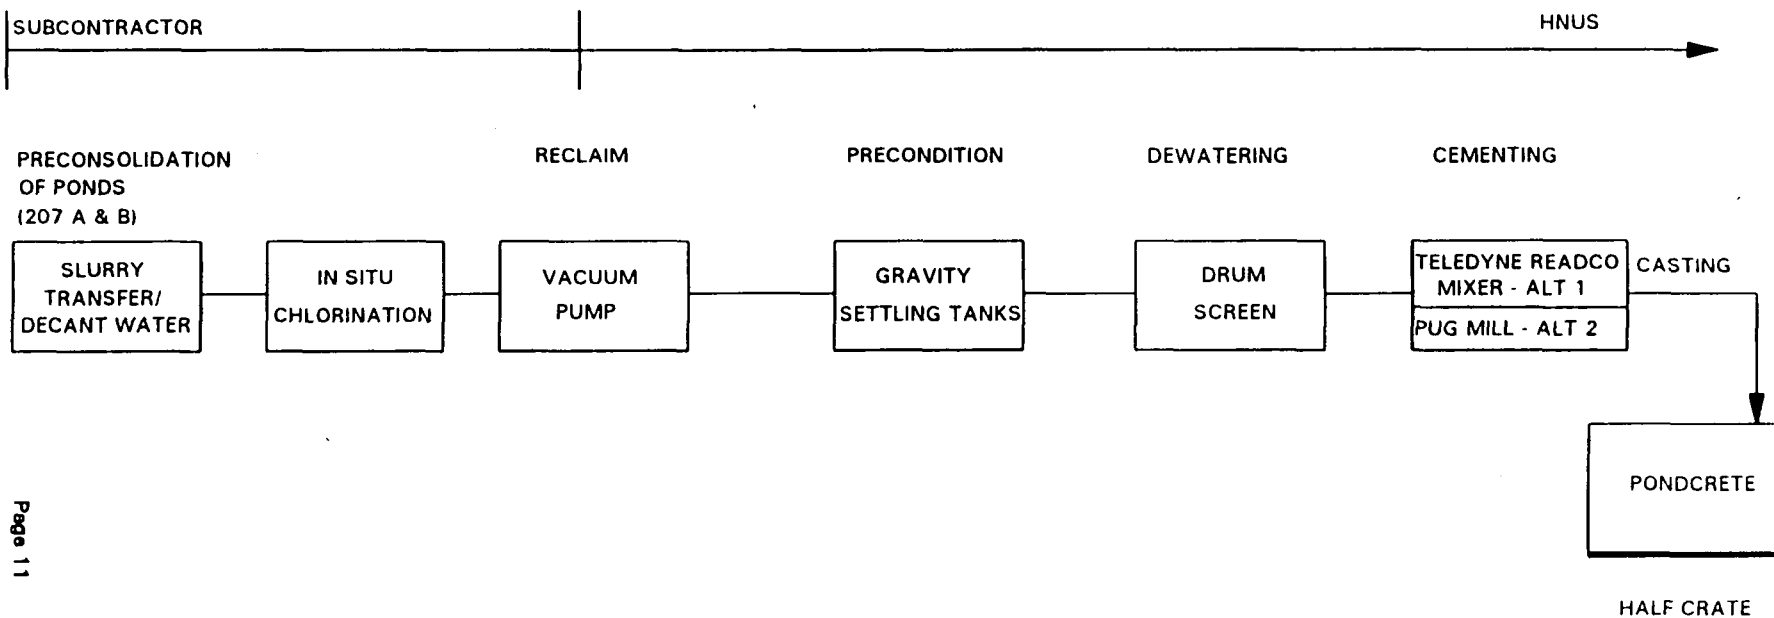 SUBCONTRACTOR
HNUS
PRECONSOLIDATION
OF PONDS
(207 A & B)
RECLAIM
PRECONDITION
DEWATERING
CEMENTING
SLURRY
TRANSFER/
DECANT WATER
IN SITU
CHLORINATION
VACUUM
PUMP
GRAVITY
SETTLING TANKS
DRUM
SCREEN
TELEDYNE READCO
MIXER - ALT 1
PUG MILL - ALT 2
CASTING
PONDCRETE
HALF CRATE
Page 11